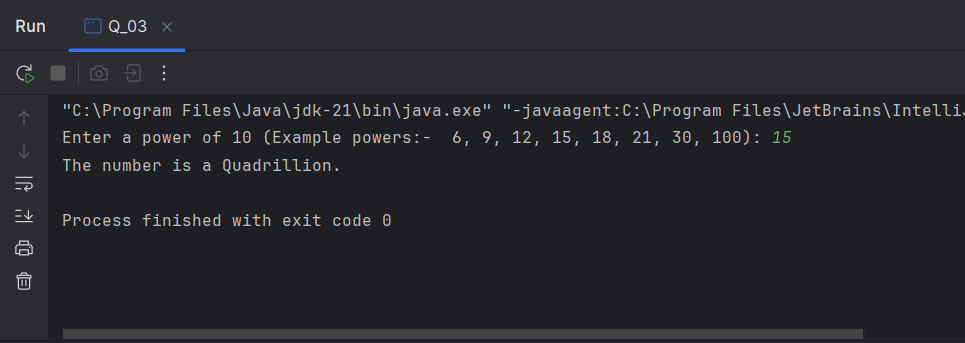 Run Q_03
"C:\Program Files\Java\jdk-21\bin\java.exe" "-javaagent:C:\Program Files\JetBrains\IntelliJ
Enter a power of 10 (Example powers:-  6, 9, 12, 15, 18, 21, 30, 100): 15
The number is a Quadrillion.
Process finished with exit code 0